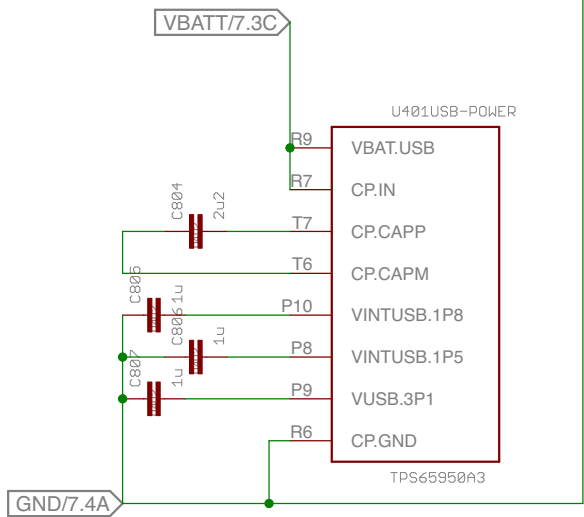 VBATT/7.3C
U401USB-POWER
R9 VBAT.USB
R7 CP.IN
C804 2u2 T7 CP.CAPP
T6 CP.CAPM
C805 1u P10 VINTUSB.1P8
C806 1u P8 VINTUSB.1P5
C807 1u P9 VUSB.3P1
R6 CP.GND
TPS65950A3
GND/7.4A